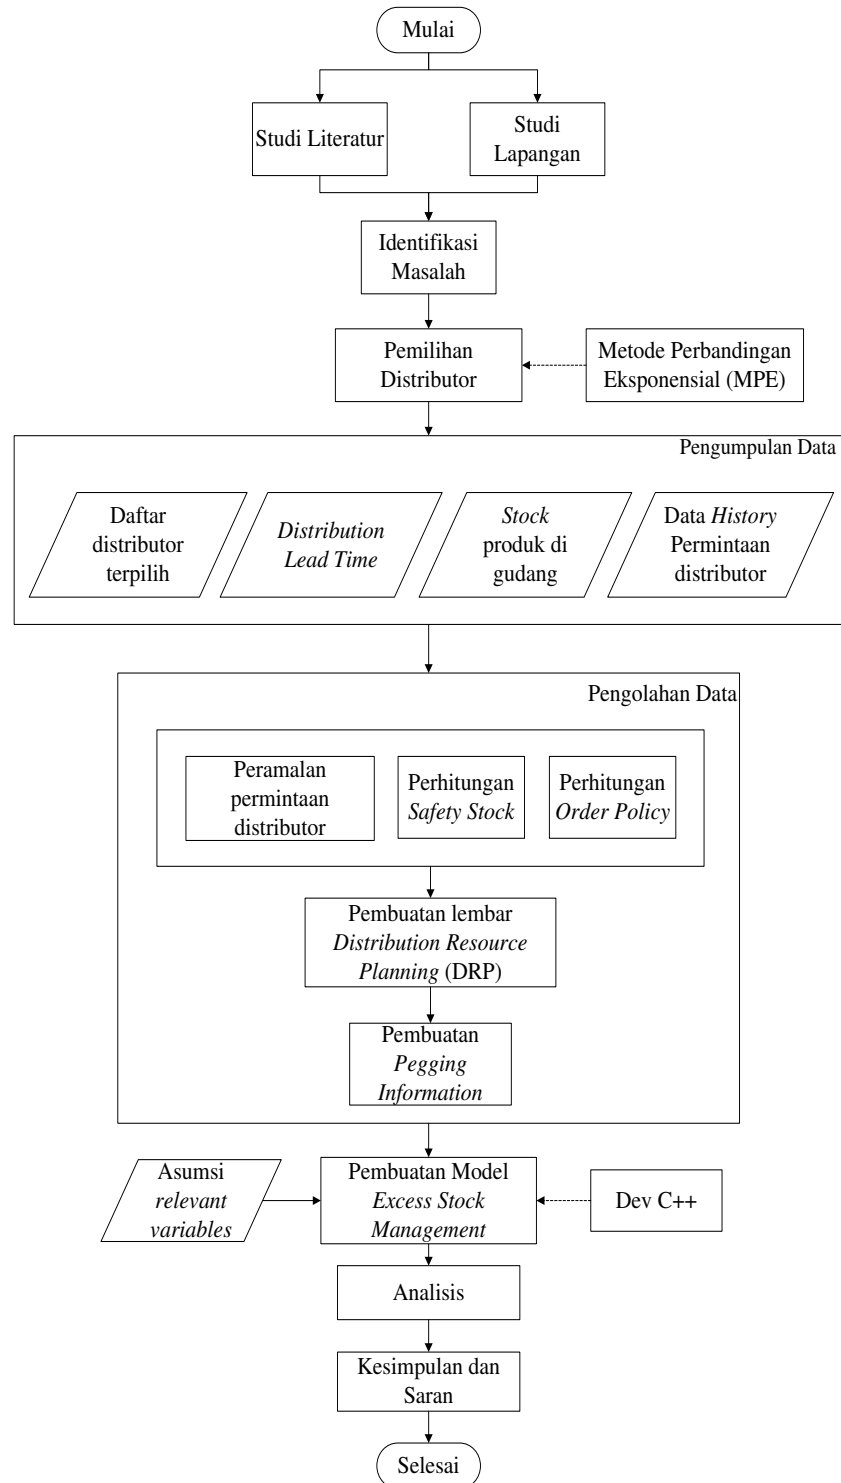 Mulai
Studi Literatur
Studi
Lapangan
Identifikasi
Masalah
Pemilihan
Distributor
Metode Perbandingan
Eksponensial (MPE)
Pengumpulan Data
Daftar
distributor
terpilih
Distribution
Lead Time
Stock
produk di
gudang
Data History
Permintaan
distributor
Pengolahan Data
Peramalan
permintaan
distributor
Perhitungan
Safety Stock
Perhitungan
Order Policy
Pembuatan lembar
Distribution Resource
Planning (DRP)
Pembuatan
Pegging
Information
Asumsi
relevant
variables
Pembuatan Model
Excess Stock
Management
Dev C++
Analisis
Kesimpulan dan
Saran
Selesai